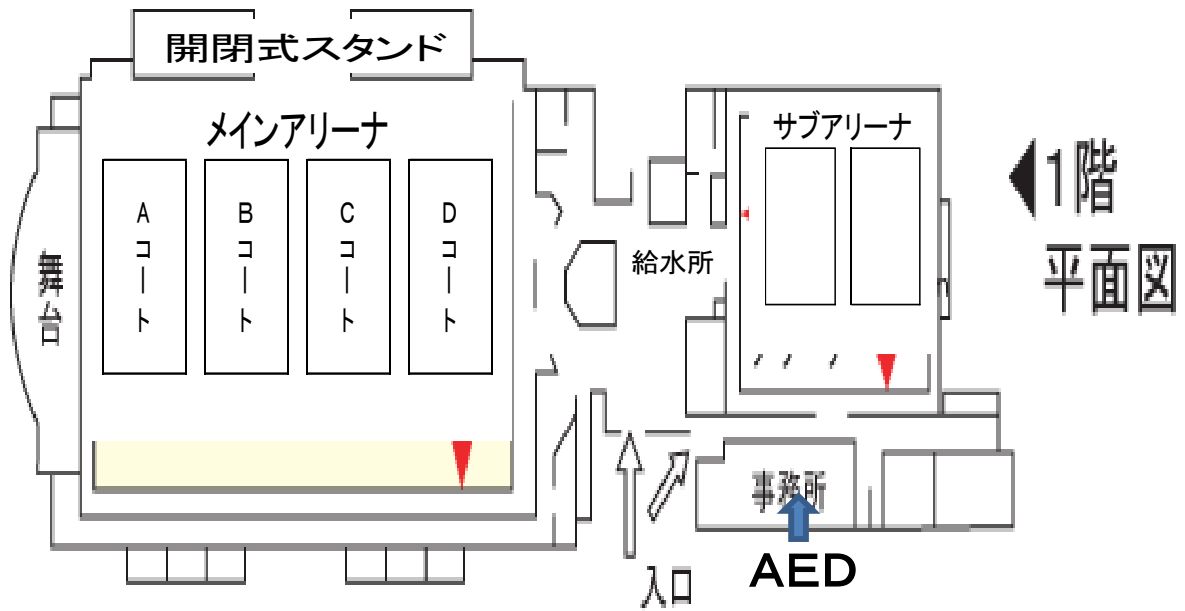 開閉式スタンド
メインアリーナ
サブアリーナ
Aコート
Bコート
Cコート
Dコート
舞台
給水所
1階
平面図
事務所
入口
AED